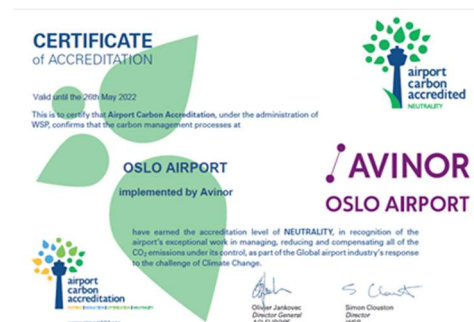 CERTIFICATE
of ACCREDITATION
airport
carbon
accredited
NEUTRALITY
Valid until the 26th May 2022
This is to certify that Airport Carbon Accreditation, under the administration of
WSP, confirms that the carbon management processes at
AVINOR
OSLO AIRPORT
OSLO AIRPORT
implemented by Avinor
have earned the accreditation level of NEUTRALITY, in recognition of the
airport's exceptional work in managing, reducing and compensating all of the
CO₂ emissions under its control, as part of the Global airport industry's response
to the challenge of Climate Change.
airport
carbon
accreditation
Olivier Jankovec
Director General
ACI EUROPE
Simon Clouston
Director
WSP